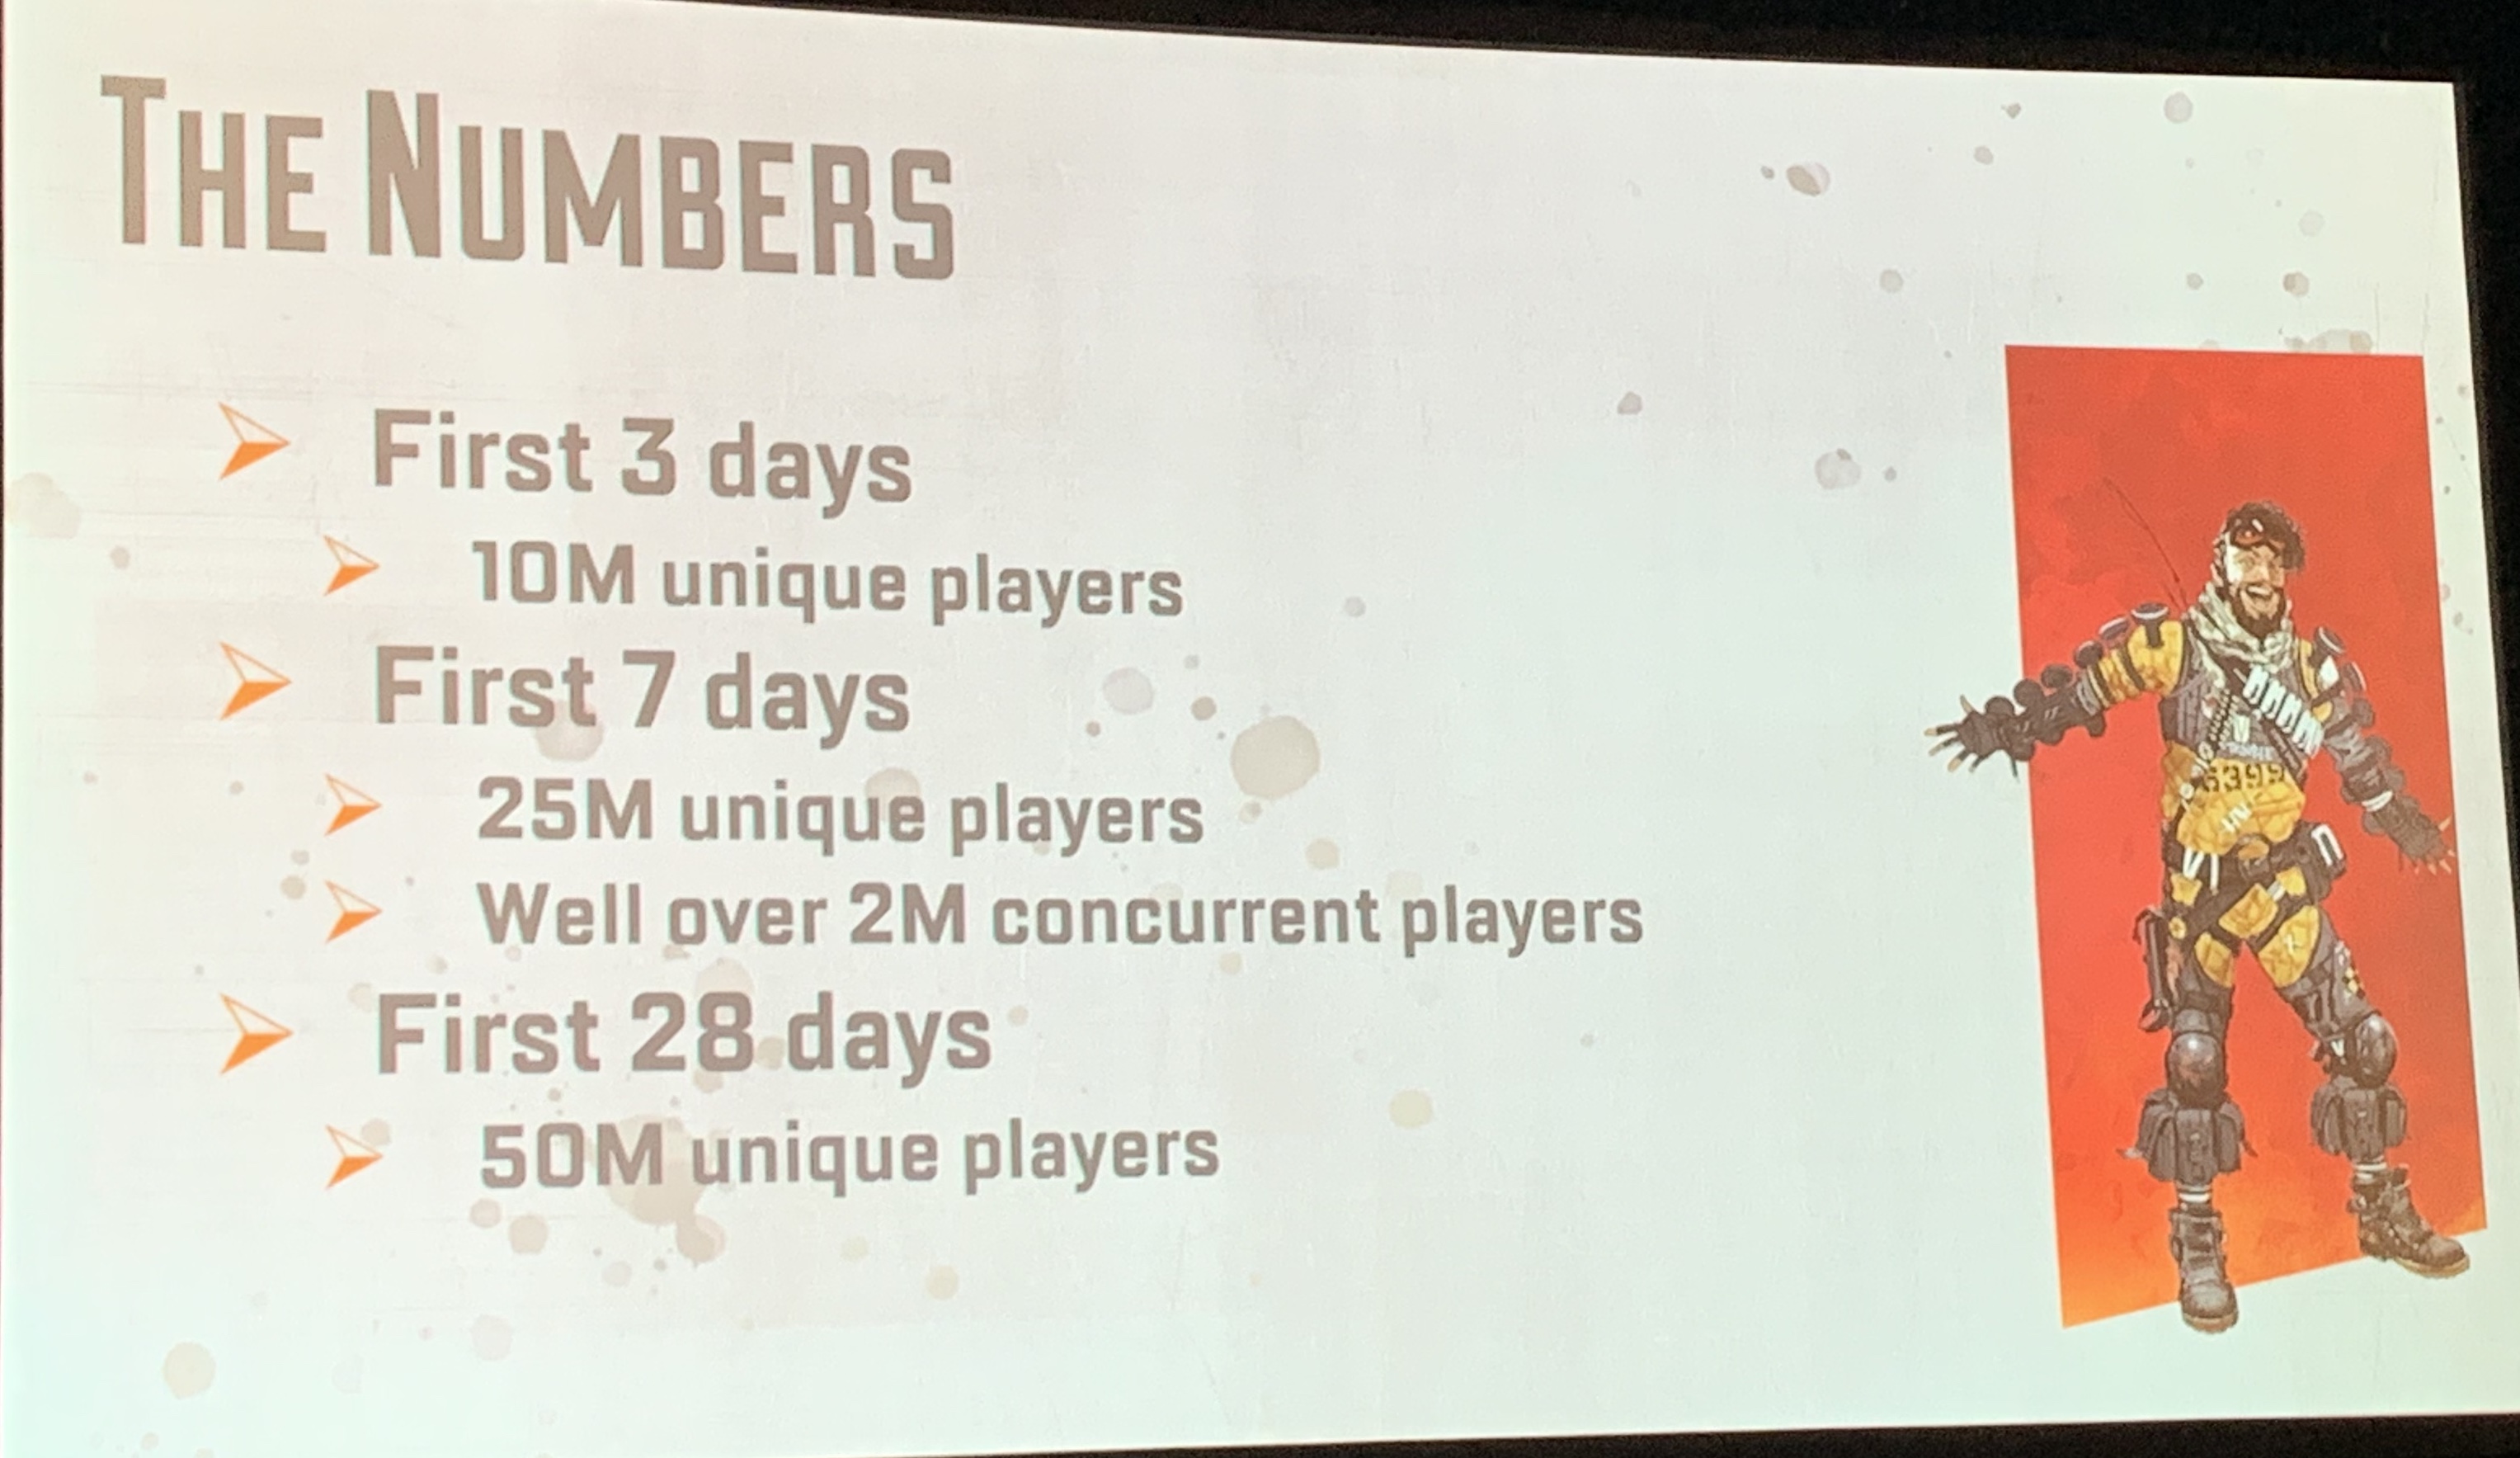 THE NUMBERS
First 3 days
10M unique players
First 7 days
25M unique players
Well over 2M concurrent players
First 28 days
50M unique players